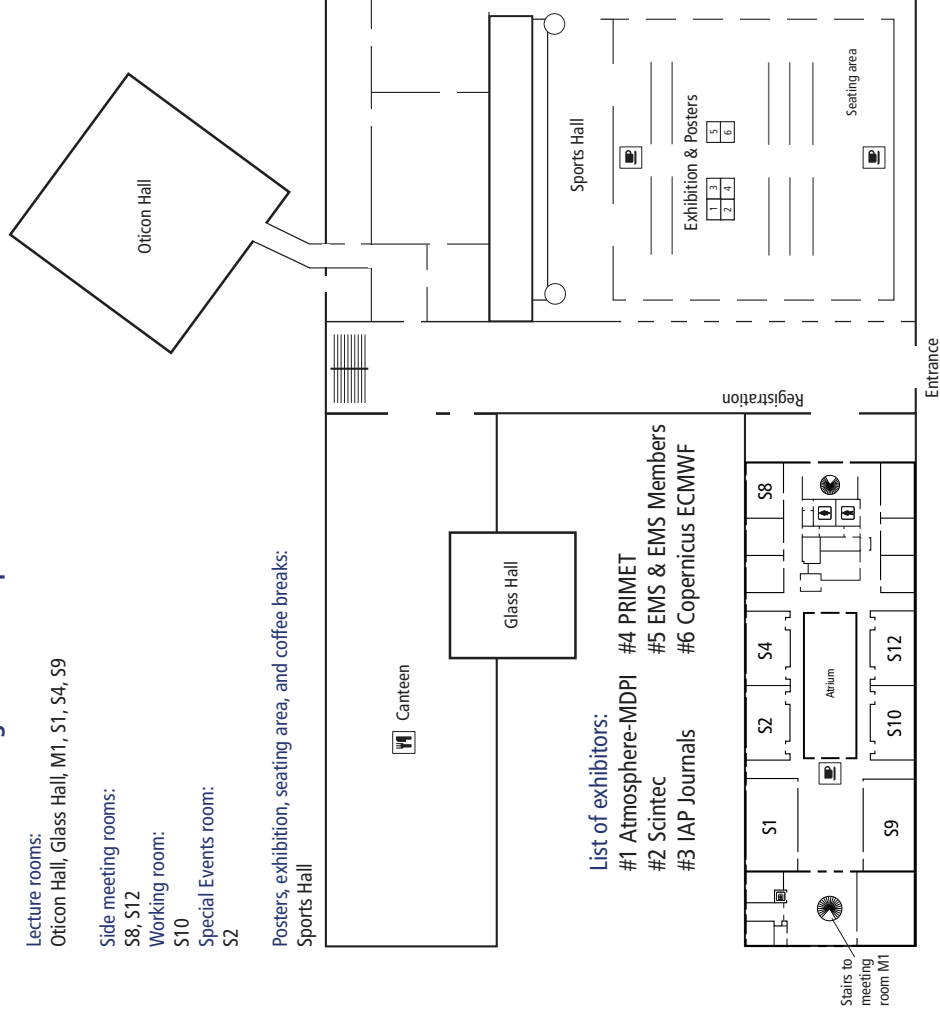 Lecture rooms:
Oticon Hall, Glass Hall, M1, S1, S4, S9
Side meeting rooms:
S8, S12
Working room:
S10
Special Events room:
S2
Posters, exhibition, seating area, and coffee breaks:
Sports Hall
Oticon Hall
Sports Hall
Exhibition & Posters
1
3
2
4
5
6
Seating area
Canteen
Glass Hall
Registration
Entrance
List of exhibitors:
#1 Atmosphere-MDPI
#2 Scintec
#3 IAP Journals
#4 PRIMET
#5 EMS & EMS Members
#6 Copernicus ECMWF
S1
S2
S4
S8
Atrium
S9
S10
S12
Stairs to
meeting
room M1